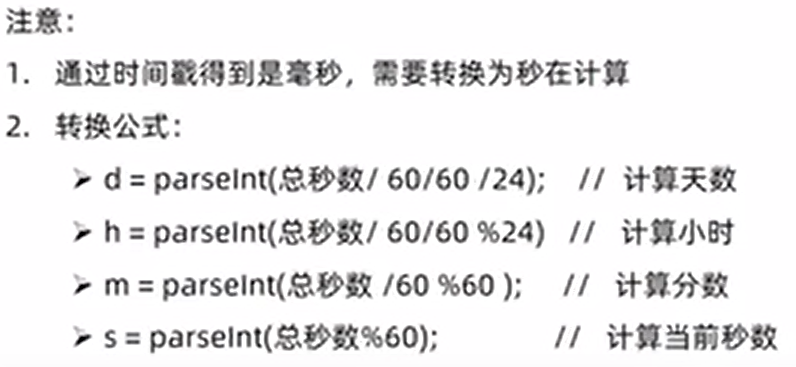 注意：
1. 通过时间戳得到是毫秒，需要转换为秒在计算
2. 转换公式：
➢ d = parseInt(总秒数/ 60/60 /24); // 计算天数
➢ h = parseInt(总秒数/ 60/60 %24) // 计算小时
➢ m = parseInt(总秒数 /60 %60 ); // 计算分数
➢ s = parseInt(总秒数%60); // 计算当前秒数